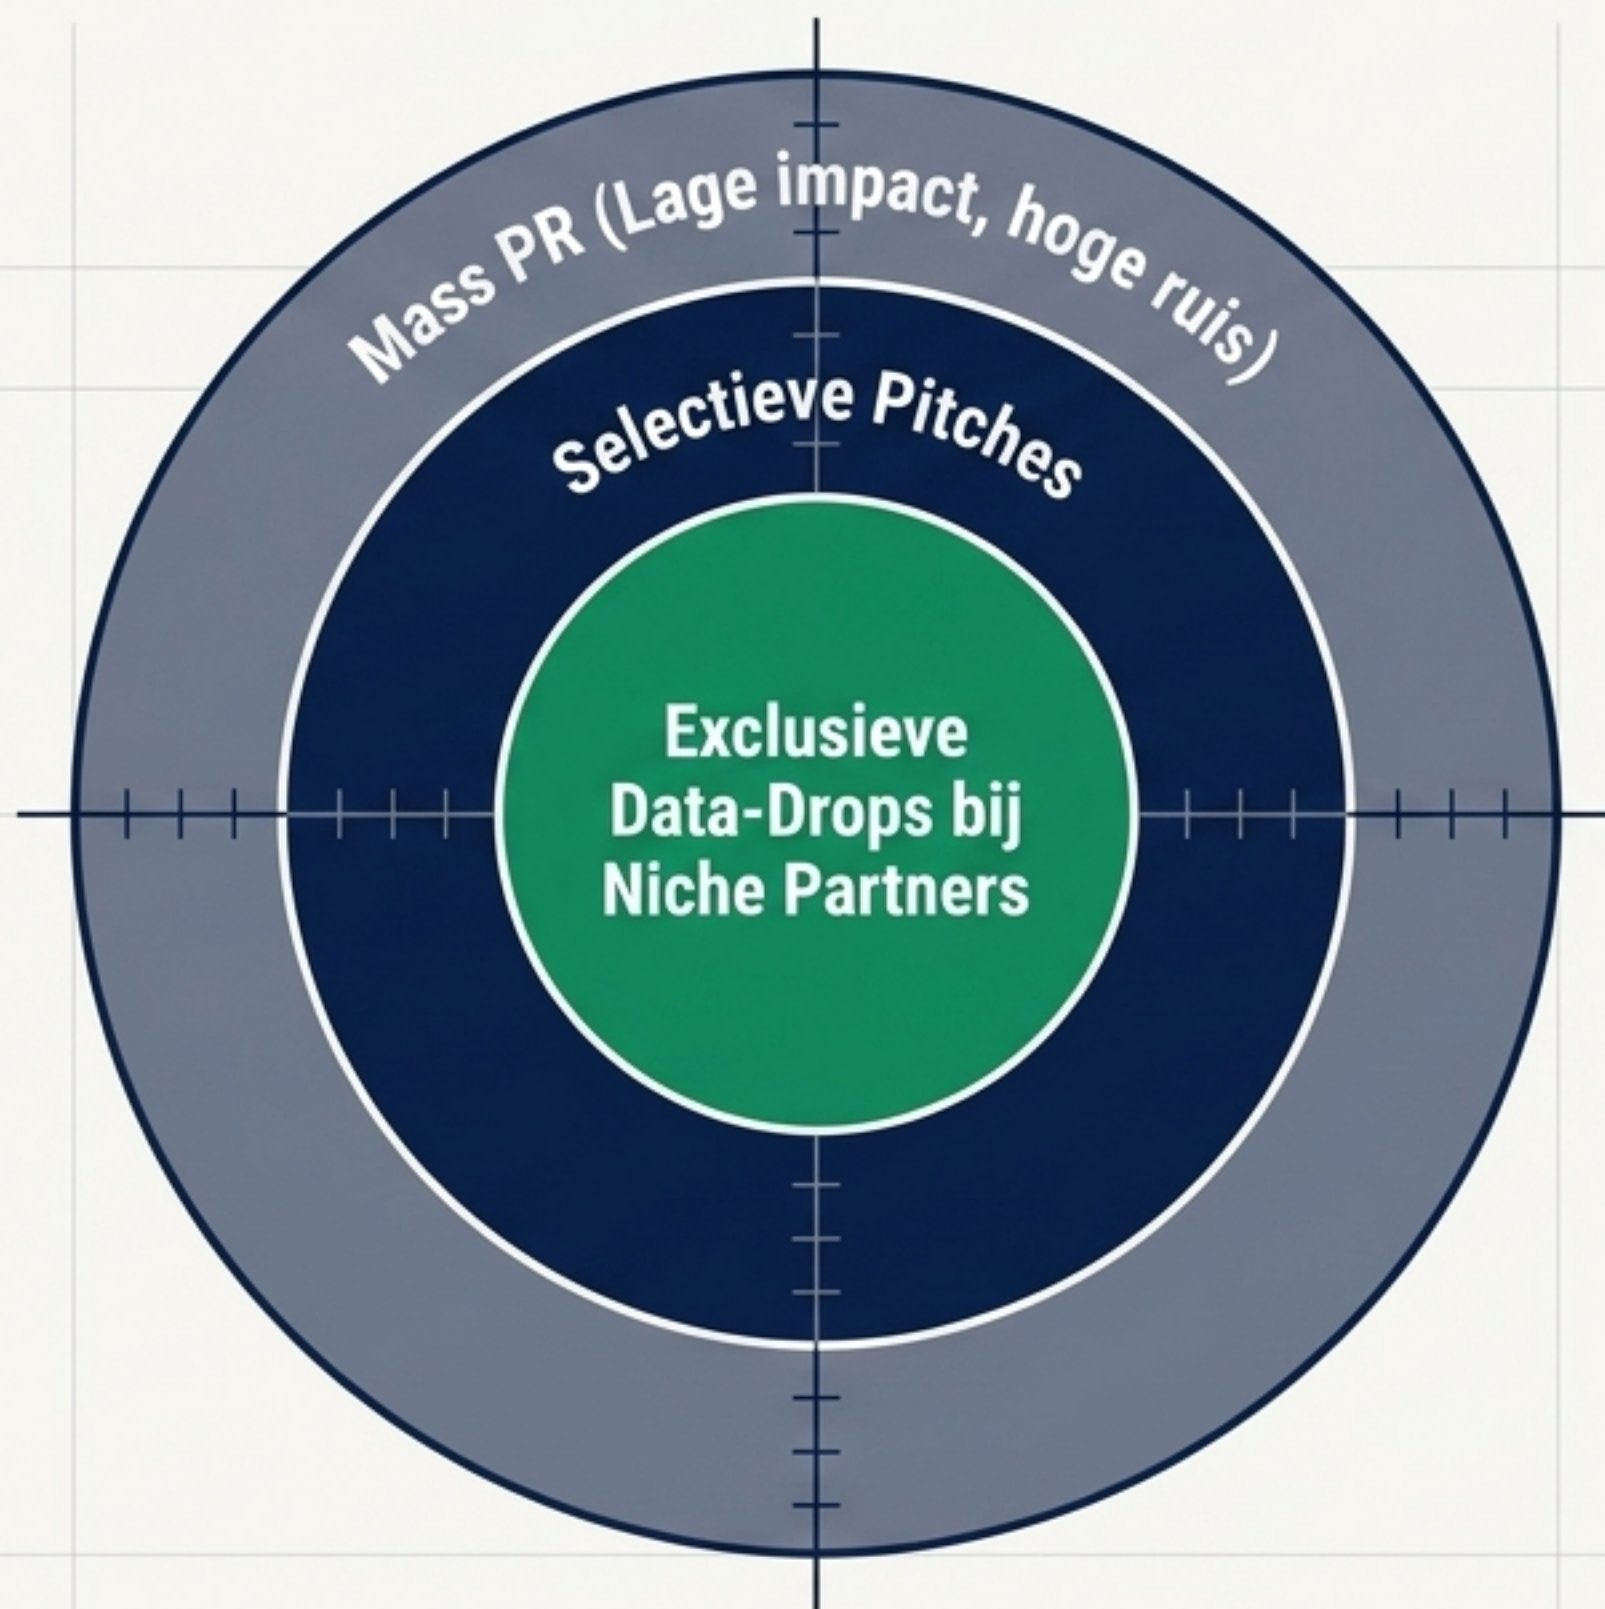 Mass PR (Lage impact, hoge ruis)
Selectieve Pitches
Exclusieve
Data-Drops bij
Niche Partners